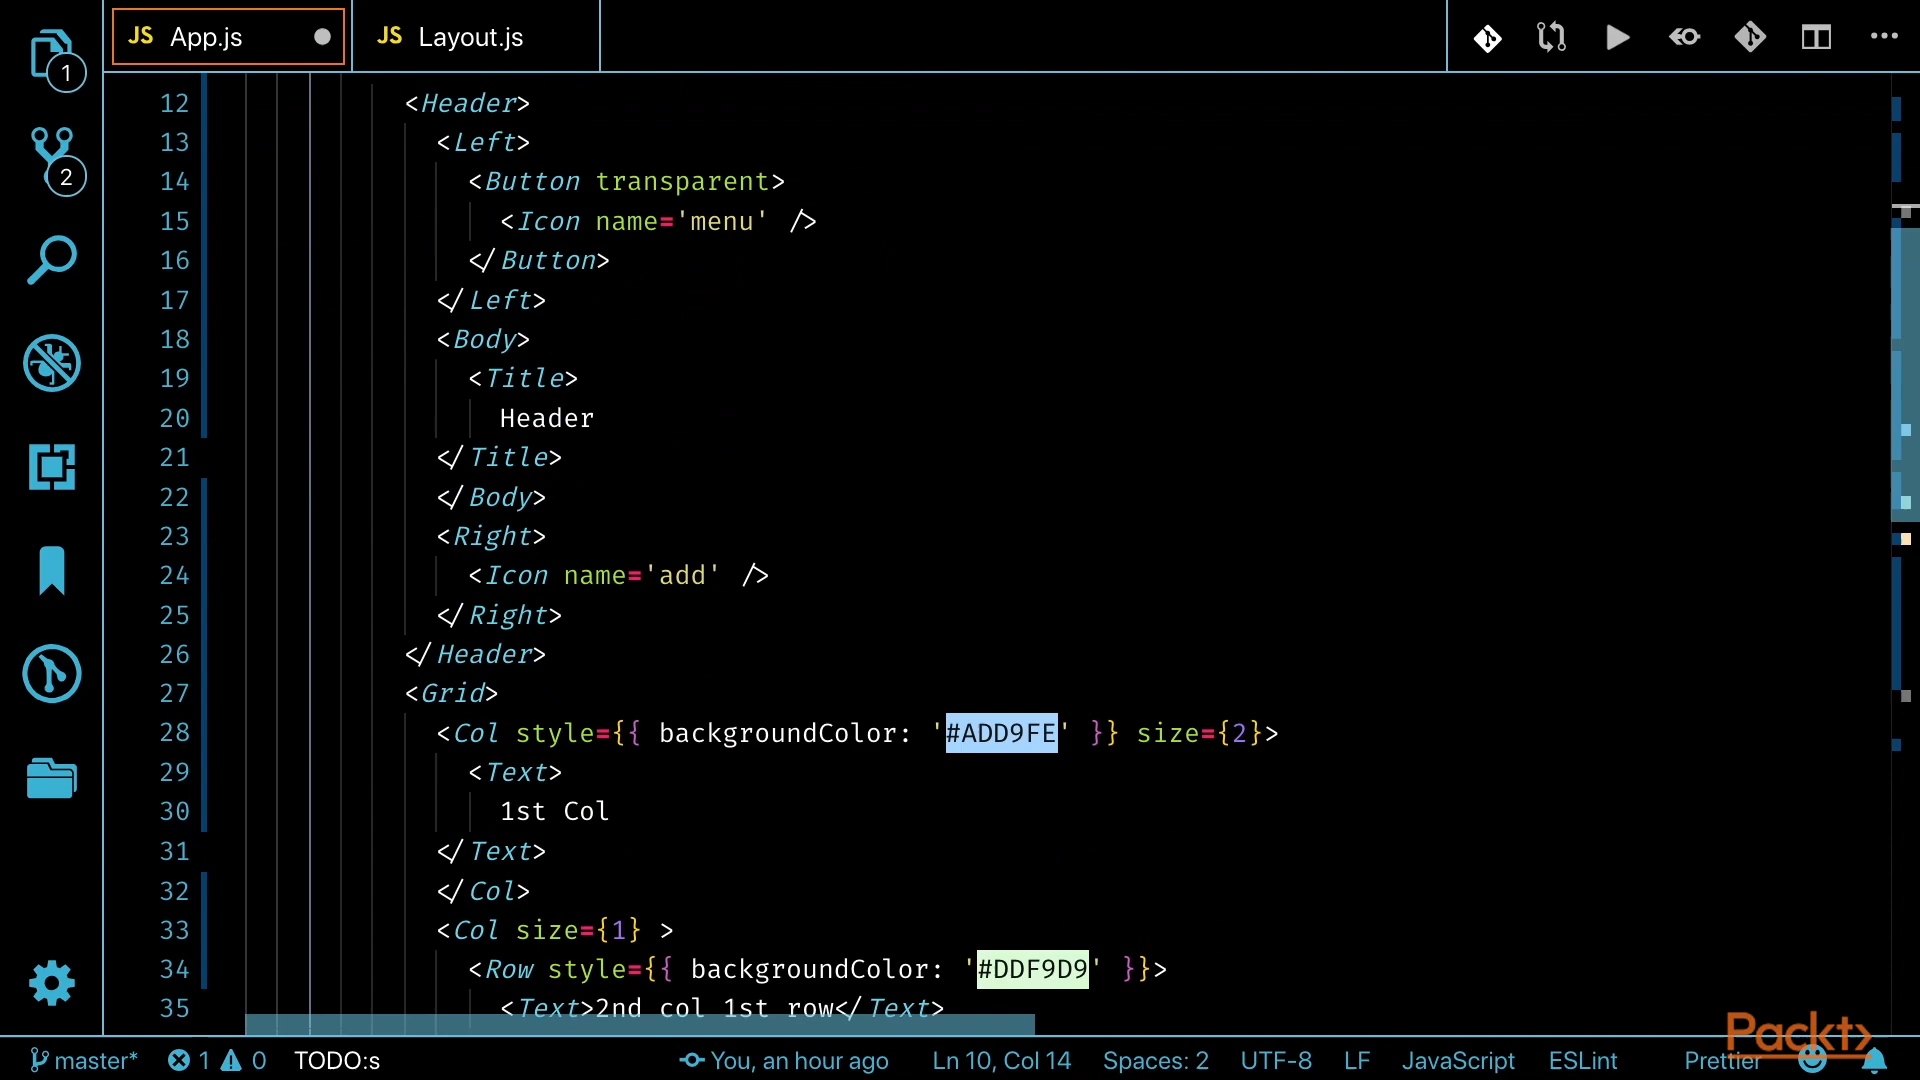 JS App.js JS Layout.js
1
2
12 <Header>
13 <Left>
14 <Button transparent>
15 <Icon name='menu' />
16 </Button>
17 </Left>
18 <Body>
19 <Title>
20 Header
21 </Title>
22 </Body>
23 <Right>
24 <Icon name='add' />
25 </Right>
26 </Header>
27 <Grid>
28 <Col style={{ backgroundColor: '#ADD9FE' }} size={2}>
29 <Text>
30 1st Col
31 </Text>
32 </Col>
33 <Col size={1} >
34 <Row style={{ backgroundColor: '#DDF9D9' }}>
35 <Text>2nd col 1st row</Text>
Packt>
master* 1 0 TODO:s You, an hour ago Ln 10, Col 14 Spaces: 2 UTF-8 LF JavaScript ESLint Prettier